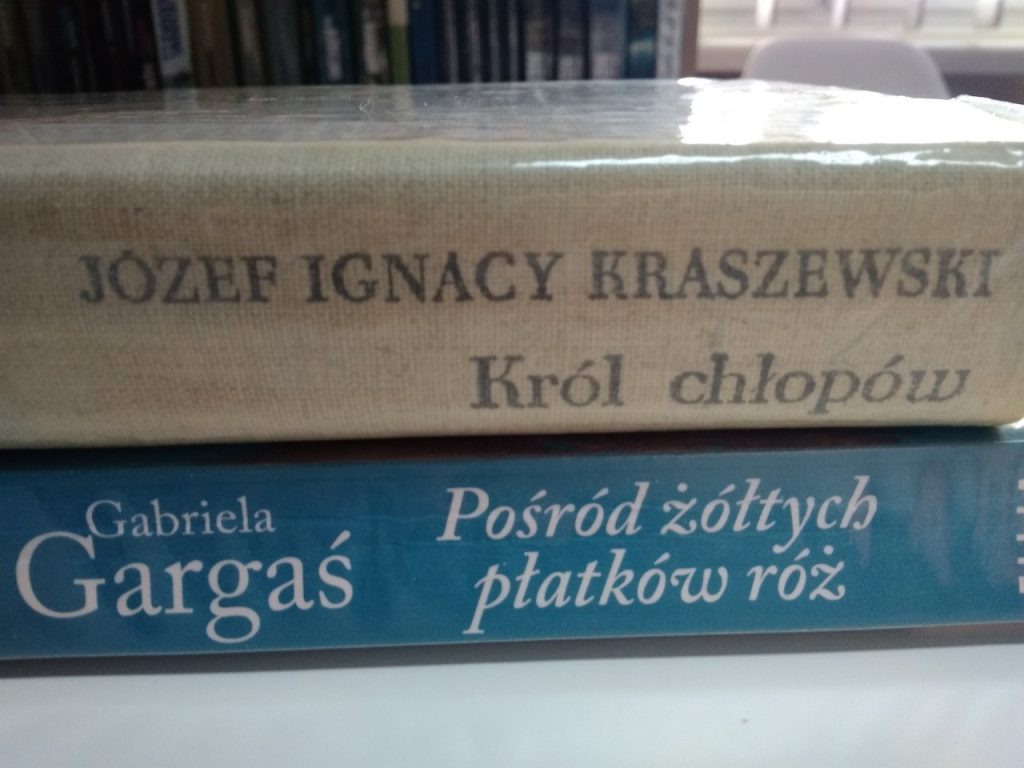 JÓZEF IGNACY KRASZEWSKI
Król chłopów
Gabriela
Gargaś
Pośród żółtych
płatków róż